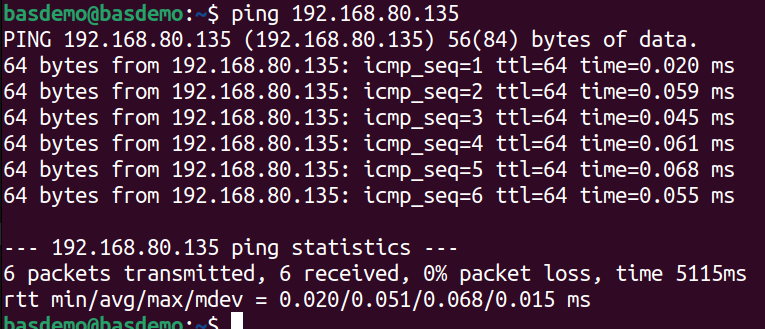 basdemo@basdemo:~$ ping 192.168.80.135
PING 192.168.80.135 (192.168.80.135) 56(84) bytes of data.
64 bytes from 192.168.80.135: icmp_seq=1 ttl=64 time=0.020 ms
64 bytes from 192.168.80.135: icmp_seq=2 ttl=64 time=0.059 ms
64 bytes from 192.168.80.135: icmp_seq=3 ttl=64 time=0.045 ms
64 bytes from 192.168.80.135: icmp_seq=4 ttl=64 time=0.061 ms
64 bytes from 192.168.80.135: icmp_seq=5 ttl=64 time=0.068 ms
64 bytes from 192.168.80.135: icmp_seq=6 ttl=64 time=0.055 ms
--- 192.168.80.135 ping statistics ---
6 packets transmitted, 6 received, 0% packet loss, time 5115ms
rtt min/avg/max/mdev = 0.020/0.051/0.068/0.015 ms
basdemo@basdemo:~$